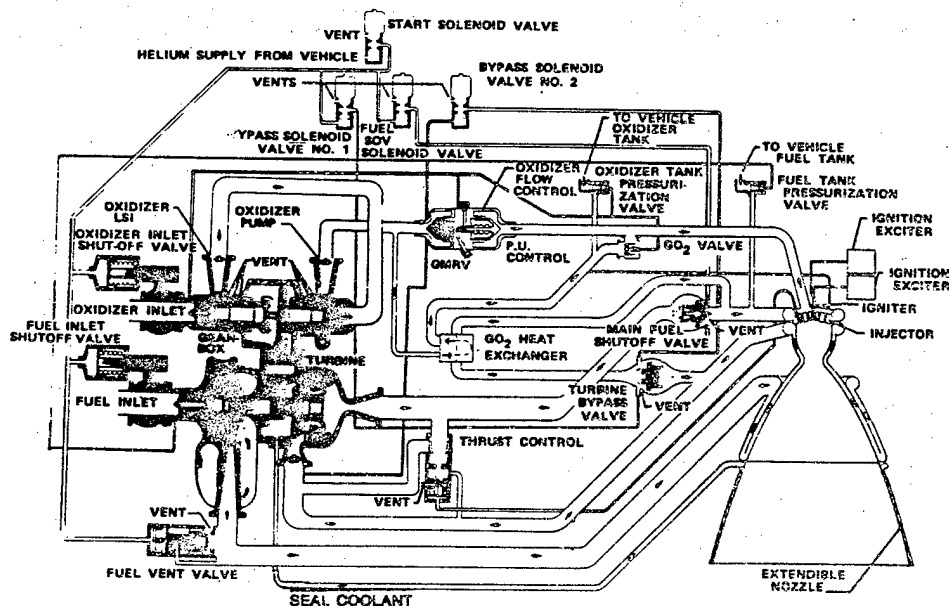 START SOLENOID VALVE
VENT
HELIUM SUPPLY FROM VEHICLE
VENTS
BYPASS SOLENOID
VALVE NO. 2
YPASS SOLENOID
VALVE NO. 1
FUEL
SOV
SOLENOID VALVE
TO VEHICLE
OXIDIZER
TANK
TO VEHICLE
FUEL TANK
OXIDIZER
FLOW
CONTROL
OXIDIZER TANK
PRESSURI-
ZATION
VALVE
FUEL TANK
PRESSURIZATION
VALVE
OXIDIZER
LSI
OXIDIZER
PUMP
OXIDIZER INLET
SHUT-OFF VALVE
VENT
P.U.
CONTROL
OMRV
GO2 VALVE
IGNITION
EXCITER
IGNITION
EXCITER
IGNITER
INJECTOR
OXIDIZER INLET
FUEL INLET
SHUTOFF VALVE
GEAR-
BOX
TURBINE
GO2 HEAT
EXCHANGER
MAIN FUEL
SHUTOFF
VALVE
VENT
FUEL INLET
TURBINE
BYPASS
VALVE
VENT
THRUST CONTROL
VENT
VENT
FUEL VENT VALVE
SEAL COOLANT
EXTENDIBLE
NOZZLE